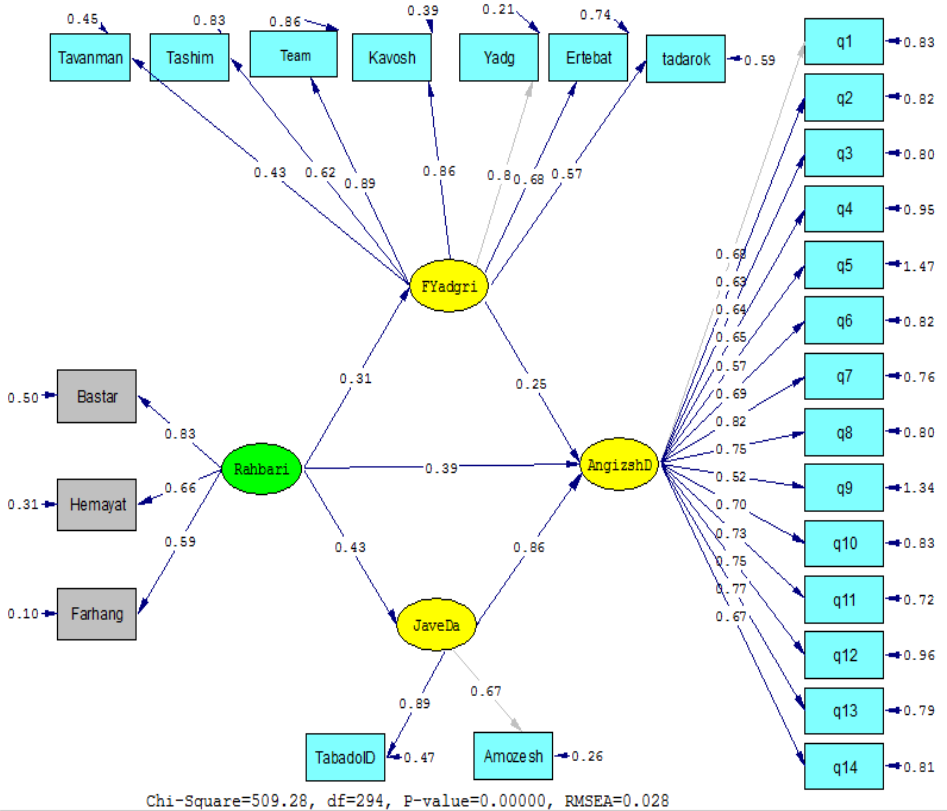 0.45 0.83 0.86 0.39 0.21 0.74
Tavanman Tashim Team Kavosh Yadg Ertebat tadarok 0.59
q1 0.83
q2 0.82
q3 0.80
q4 0.95
q5 1.47
q6 0.82
q7 0.76
q8 0.80
q9 1.34
q10 0.83
q11 0.72
q12 0.96
q13 0.79
q14 0.81
0.43 0.62 0.89 0.86 0.8 0.68 0.57
FYadgri
0.63
0.64
0.65
0.57
0.69
0.82
0.75
0.52
0.70
0.73
0.75
0.77
0.67
0.31 0.25
0.50 Bastar
0.83
Rahbari 0.39 AngizshD
0.31 Hemayat 0.66
0.59 0.43 0.86
0.10 Farhang
JaveDa
0.89 0.67
TabadolD 0.47 Amozesh 0.26
Chi-Square=509.28, df=294, P-value=0.00000, RMSEA=0.028